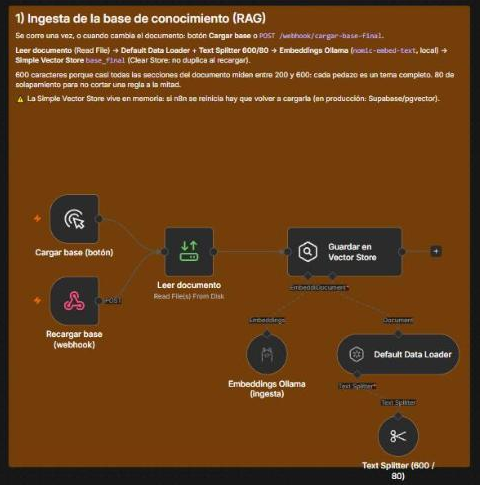 1) Ingesta de la base de conocimiento (RAG)
Se corre una vez, o cuando cambia el documento: botón Cargar base o POST /webhook/cargar-base-final.
Leer documento (Read File) → Default Data Loader + Text Splitter 600/80 → Embeddings Ollama (nomic-embed-text, local) →
Simple Vector Store base_final (Clear Store: no duplica al recargar).
600 caracteres porque casi todas las secciones del documento miden entre 200 y 600: cada pedazo es un tema completo. 80 de
solapamiento para no cortar una regla a la mitad.
⚠ La Simple Vector Store vive en memoria: si n8n se reinicia hay que volver a cargarla (en producción: Supabase/pgvector).
Cargar base (botón)
POST
Recargar base
(webhook)
Leer documento
Read File(s) From Disk
Guardar en
Vector Store
+
Document*
Embeddings
Document
Embeddings Ollama
(ingesta)
Default Data Loader
Text Splitter*
Text Splitter
Text Splitter (600 /
80)